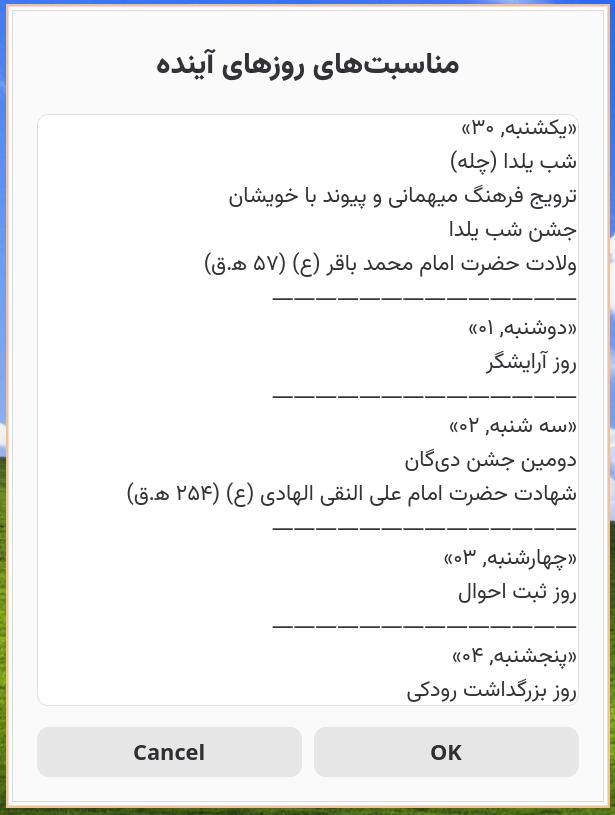 مناسبت‌های روزهای آینده
«یکشنبه, ۳۰»
شب یلدا (چله)
ترویج فرهنگ میهمانی و پیوند با خویشان
جشن شب یلدا
ولادت حضرت امام محمد باقر (ع) (۵۷ ه.ق)
——————————————
«دوشنبه, ۰۱»
روز آرایشگر
——————————————
«سه شنبه, ۰۲»
دومین جشن دی‌گان
شهادت حضرت امام علی النقی الهادی (ع) (۲۵۴ ه.ق)
——————————————
«چهارشنبه, ۰۳»
روز ثبت احوال
——————————————
«پنجشنبه, ۰۴»
روز بزرگداشت رودکی
Cancel
OK